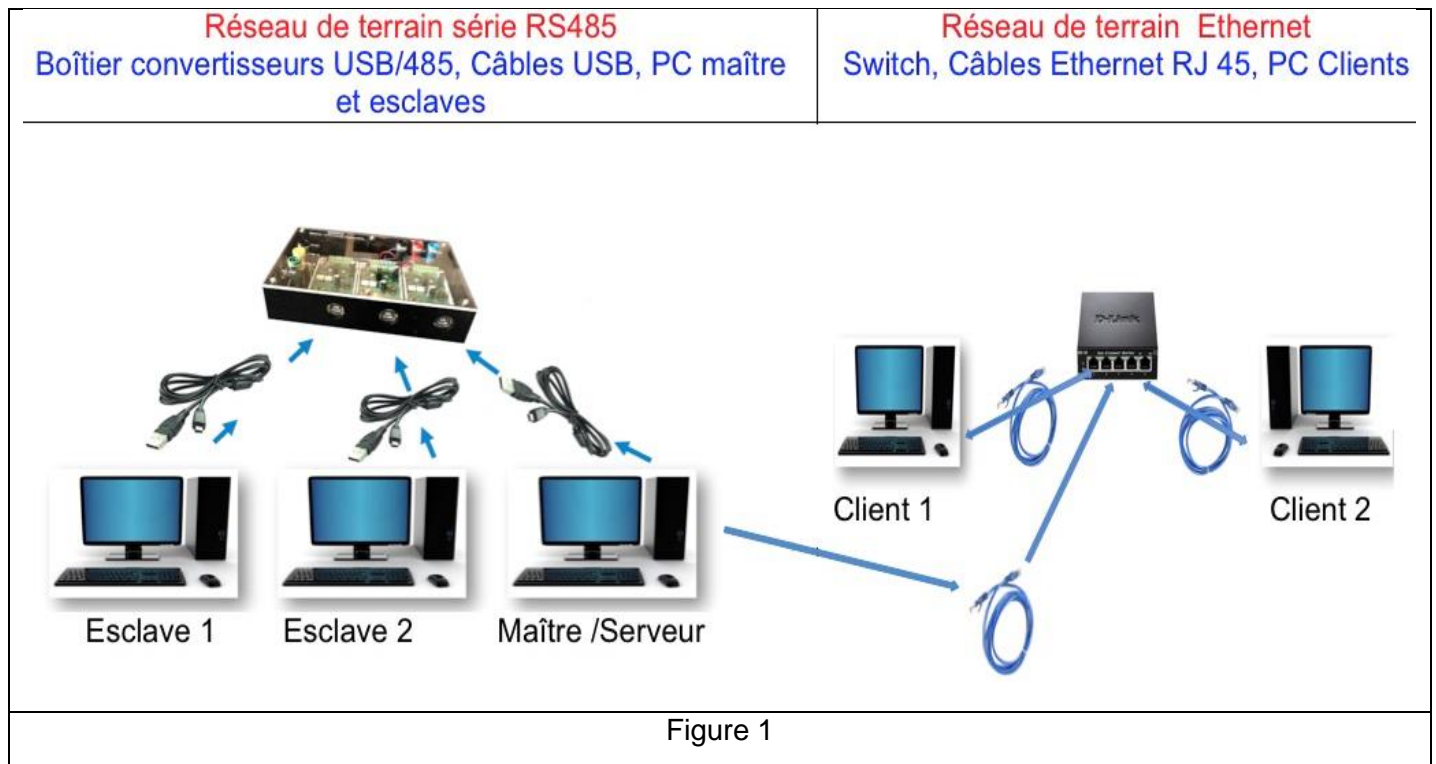 Réseau de terrain série RS485
Boîtier convertisseurs USB/485, Câbles USB, PC maître
et esclaves
Réseau de terrain  Ethernet
Switch, Câbles Ethernet RJ 45, PC Clients
D-Link
Client 1
Client 2
Esclave 1
Esclave 2
Maître /Serveur
Figure 1